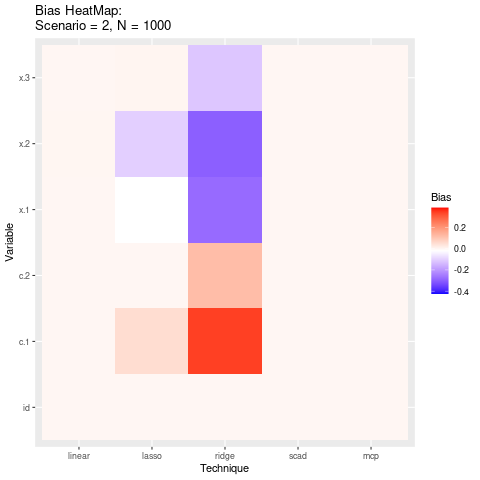 Bias HeatMap:
Scenario = 2, N = 1000
x.3
x.2
x.1
c.2
c.1
id
Variable
linear lasso ridge scad mcp
Technique
Bias
0.2
0.0
-0.2
-0.4